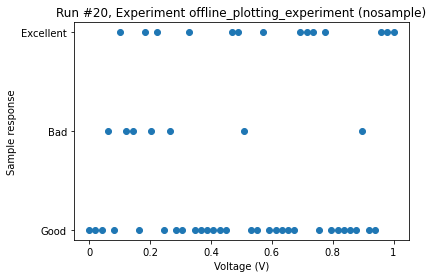 Run #20, Experiment offline_plotting_experiment (nosample)
Excellent
Bad
Good
Sample response
0 0.2 0.4 0.6 0.8 1
Voltage (V)